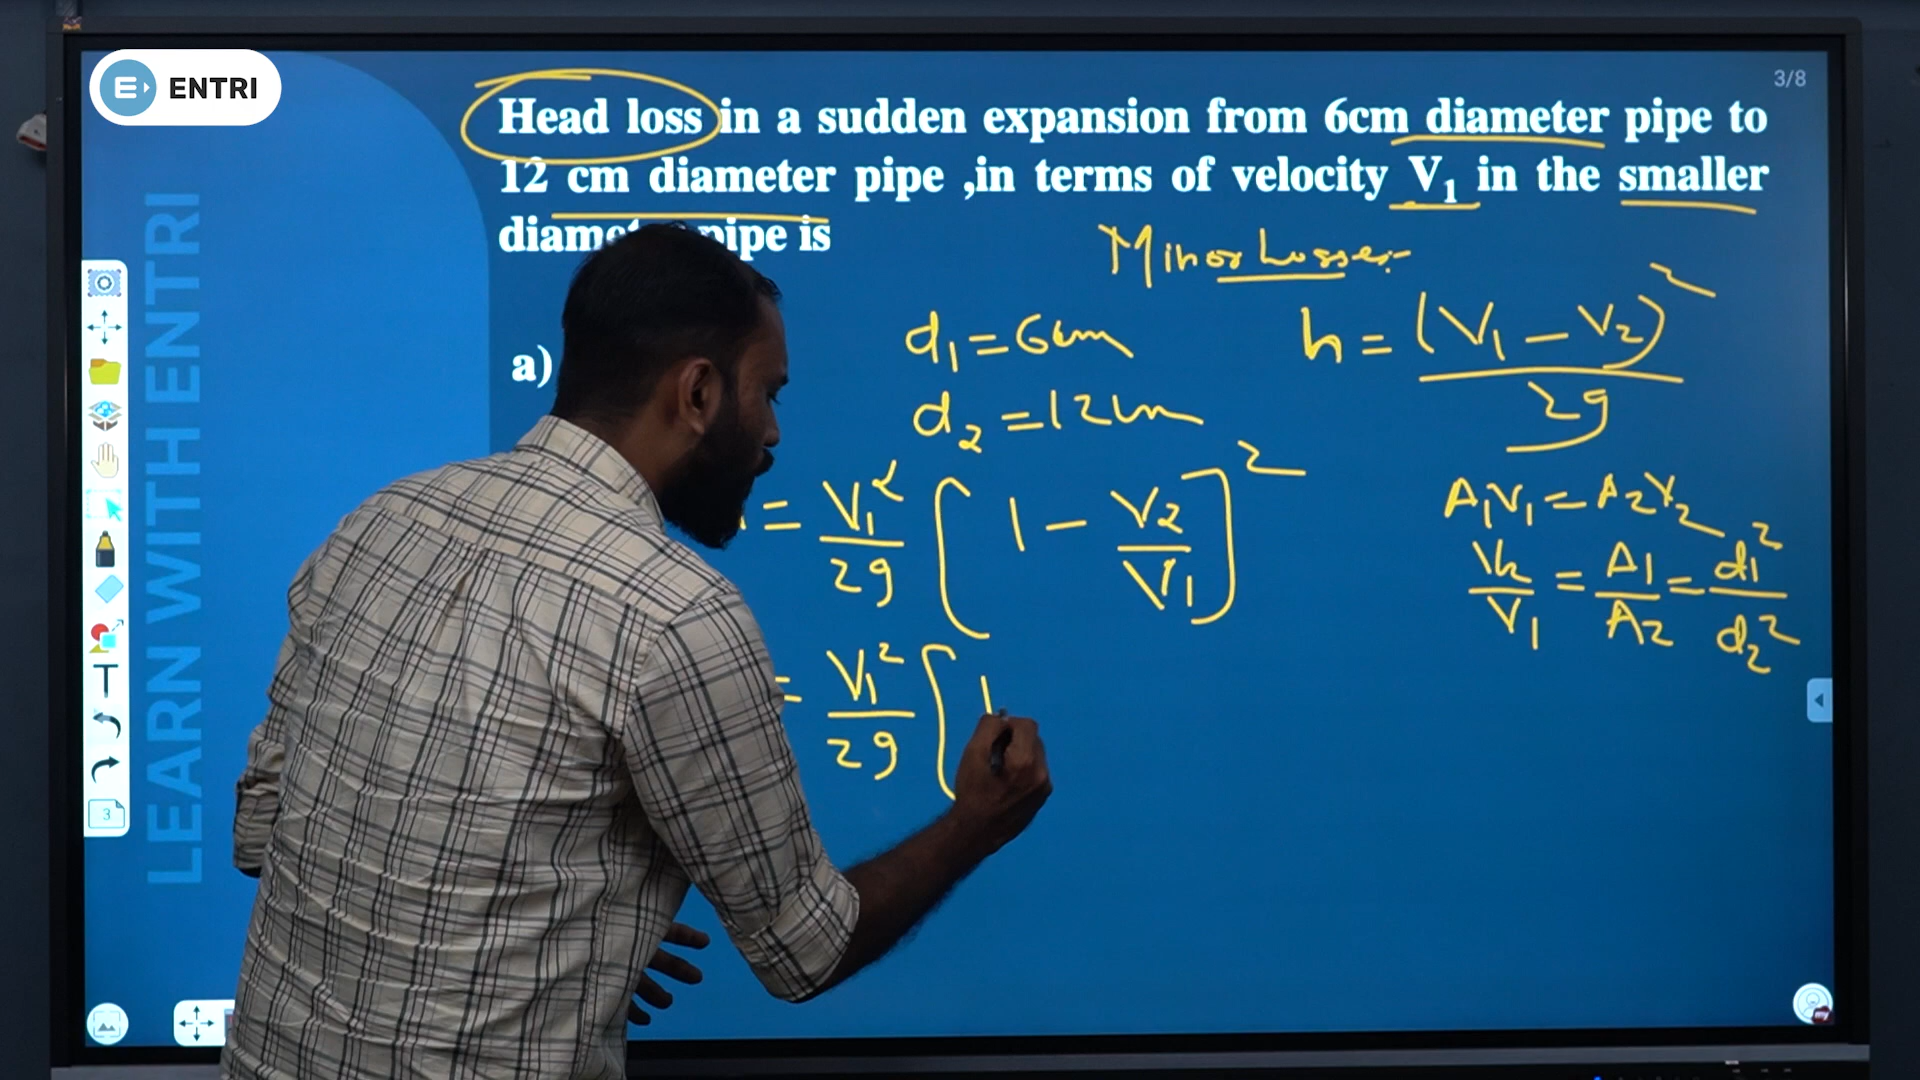 ENTRI
3/8
Head loss in a sudden expansion from 6cm diameter pipe to
12 cm diameter pipe ,in terms of velocity V₁ in the smaller
pipe is
Minor Losses:-
d₁ = 6cm
h = (V₁ - V₂)² / 2g
a)
d₂ = 12cm
= V₁² / 2g [ 1 - V₂ / V₁ ]²
A₁V₁ = A₂V₂
V₂ / V₁ = A₁ / A₂ = d₁² / d₂²
= V₁² / 2g [ 1
LEARN WITH ENTRI
T
3